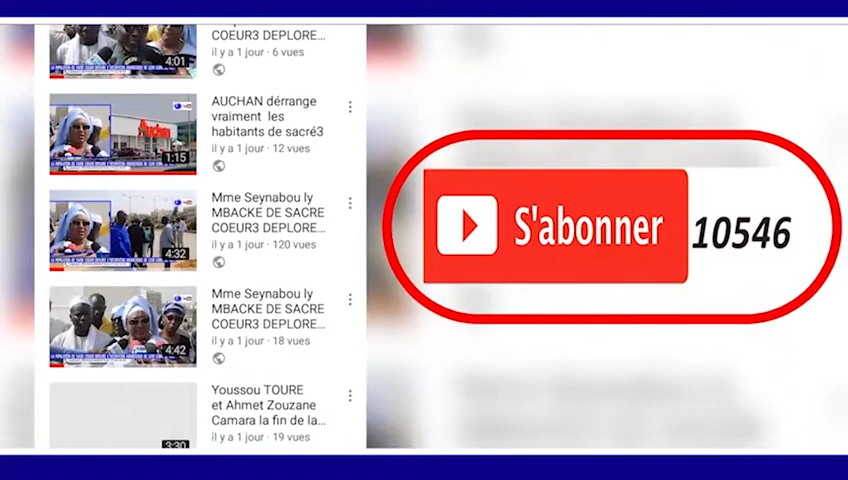 COEUR3 DEPLORE...
il y a 1 jour · 6 vues
4:01
AUCHAN dérrange
vraiment les
habitants de sacré3
il y a 1 jour · 12 vues
Auchan
1:15
Mme Seynabou ly
MBACKE DE SACRE
COEUR3 DEPLORE...
il y a 1 jour · 120 vues
4:32
Mme Seynabou ly
MBACKE DE SACRE
COEUR3 DEPLORE...
il y a 1 jour · 18 vues
4:42
Youssou TOURE
et Ahmet Zouzane
Camara la fin de la...
il y a 1 jour · 19 vues
3:30
S'abonner
10546